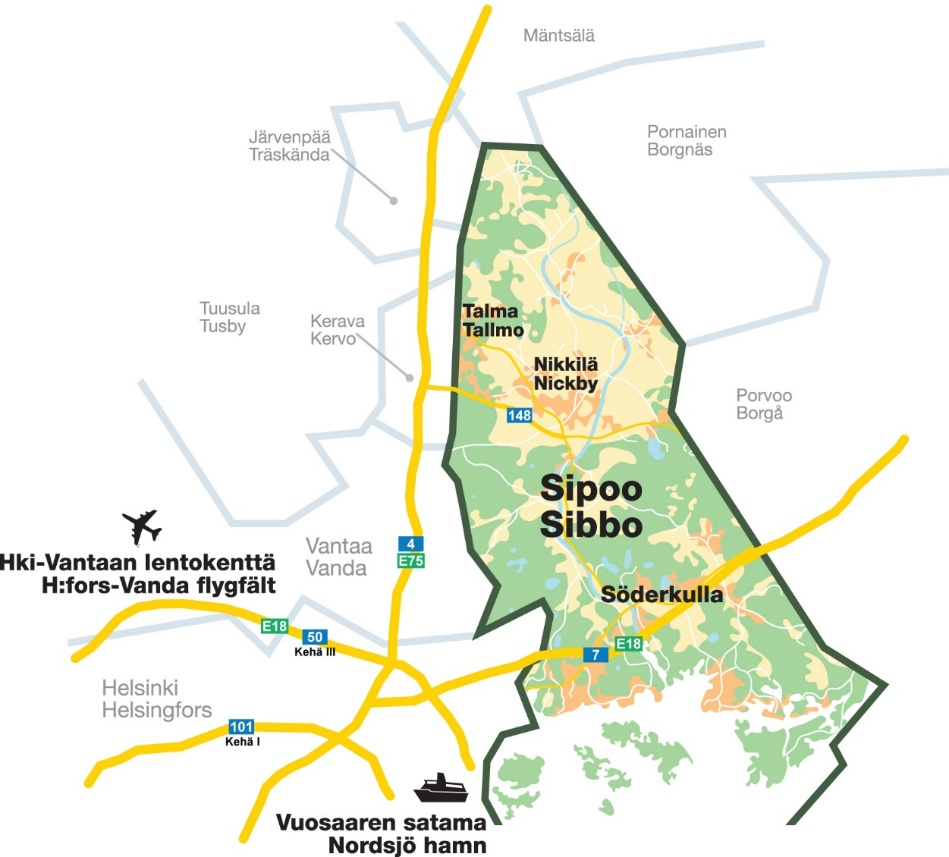 Mäntsälä
Järvenpää
Träskända
Pornainen
Borgnäs
Tuusula
Tusby
Kerava
Kervo
Talma
Tallmo
Nikkilä
Nickby
148
Porvoo
Borgå
Sipoo
Sibbo
Hki-Vantaan lentokenttä
H:fors-Vanda flygfält
Vantaa
Vanda
4
E75
Söderkulla
E18
50
Kehä III
7
E18
Helsinki
Helsingfors
101
Kehä I
Vuosaaren satama
Nordsjö hamn